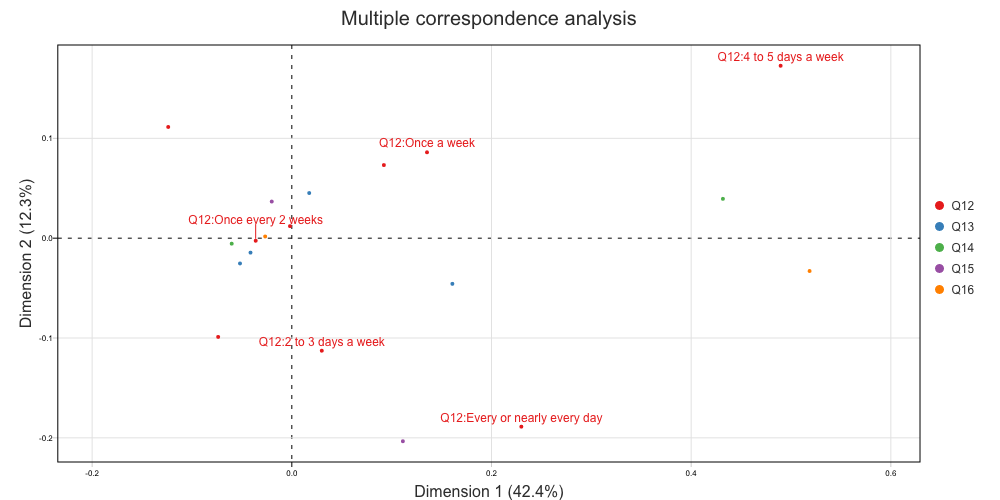 Multiple correspondence analysis
Q12:4 to 5 days a week
Q12:Once a week
Q12:Once every 2 weeks
Q12:2 to 3 days a week
Q12:Every or nearly every day
0.1
0.0
-0.1
-0.2
-0.2
0.0
0.2
0.4
0.6
Dimension 2 (12.3%)
Dimension 1 (42.4%)
Q12
Q13
Q14
Q15
Q16